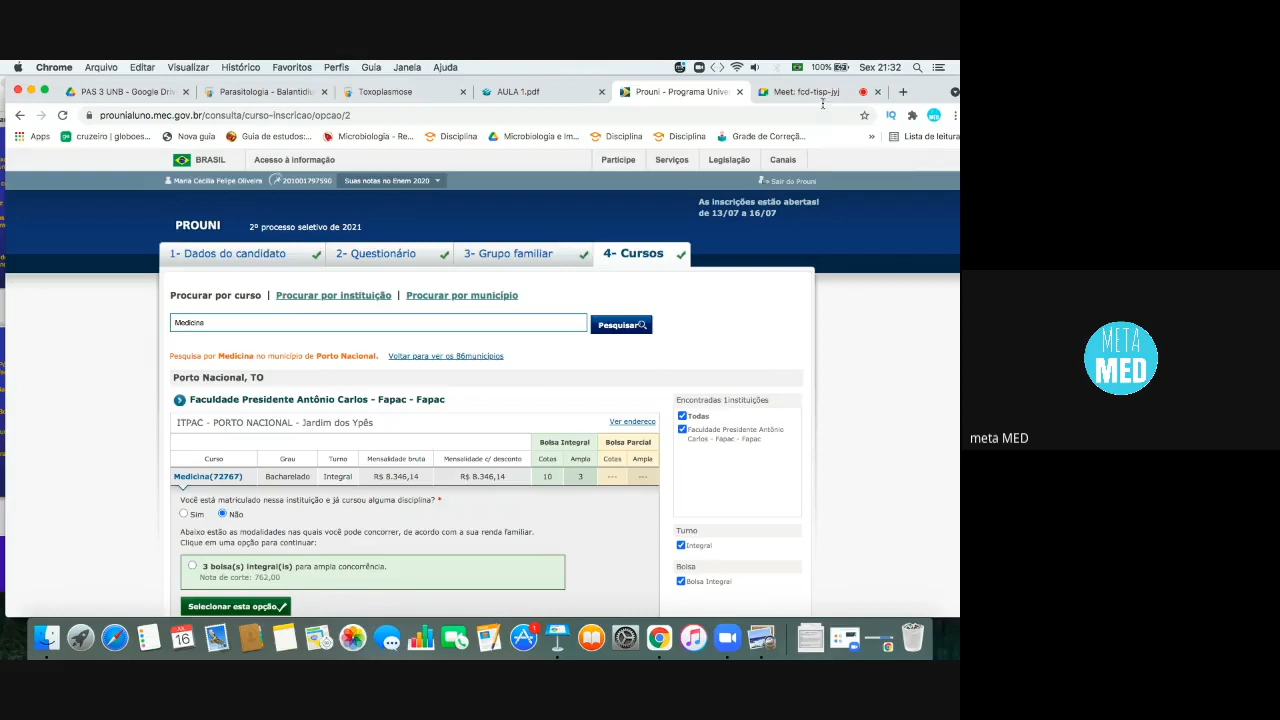 Chrome Arquivo Editar Visualizar Histórico Favoritos Perfis Guia Janela Ajuda 100% Sex 21:32
PAS 3 UNB - Google Driv Parasitologia - Balantidiu Toxoplasmose AULA 1.pdf Prouni - Programa Univer Meet: fcd-tisp-jyj
prounialuno.mec.gov.br/consulta/curso-inscricao/opcao/2
Apps cruzeiro | globoes... Nova guia Guia de estudos:... Microbiologia - Re... Disciplina Microbiologia e Im... Disciplina Disciplina Grade de Correçã... » Lista de leitura
BRASIL Acesso à informação Participe Serviços Legislação Canais
Maria Cecilia Felipe Oliveira 201001797590 Suas notas no Enem 2020 Sair do Prouni
As inscrições estão abertas!
de 13/07 a 16/07
PROUNI 2º processo seletivo de 2021
1- Dados do candidato 2- Questionário 3- Grupo familiar 4- Cursos
Procurar por curso | Procurar por instituição | Procurar por município
Medicina Pesquisar
Pesquisa por Medicina no município de Porto Nacional. Voltar para ver os 86municípios
Porto Nacional, TO
Faculdade Presidente Antônio Carlos - Fapac - Fapac
ITPAC - PORTO NACIONAL - Jardim dos Ypês Ver endereço
Bolsa Integral Bolsa Parcial
Curso Grau Turno Mensalidade bruta Mensalidade c/ desconto Cotas Ampla Cotas Ampla
Medicina(72767) Bacharelado Integral R$ 8.346,14 R$ 8.346,14 10 3 --- ---
Você está matriculado nessa instituição e já cursou alguma disciplina? *
Sim Não
Abaixo estão as modalidades nas quais você pode concorrer, de acordo com a sua renda familiar.
Clique em uma opção para continuar:
3 bolsa(s) integral(is) para ampla concorrência.
Nota de corte: 762,00
Selecionar esta opção
Encontradas 1instituições
Todas
Faculdade Presidente Antônio
Carlos - Fapac - Fapac
Turno
Integral
Bolsa
Bolsa Integral
META
MED
meta MED